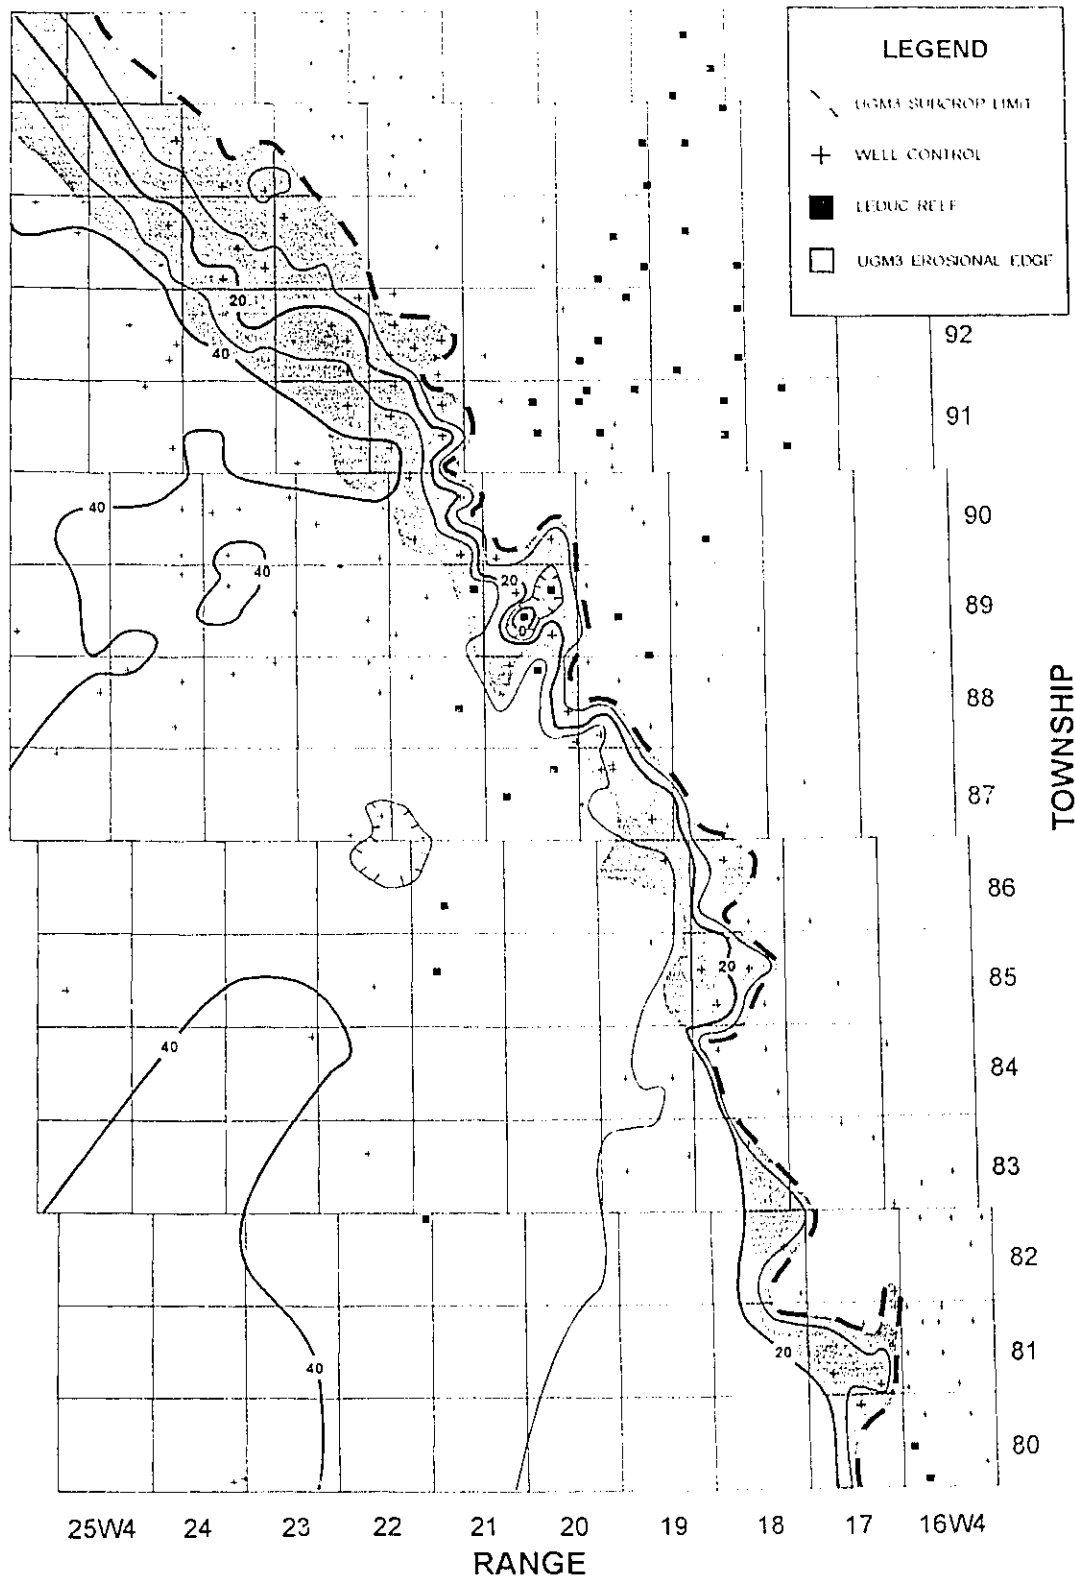 LEGEND
UGM3 SUBCROP LIMIT
WELL CONTROL
LEDUC REEF
UGM3 EROSIONAL EDGE
20
40
92
91
40
90
40
20
89
0
88
TOWNSHIP
87
86
20
85
40
84
83
82
20
81
40
80
25W4 24 23 22 21 20 19 18 17 16W4
RANGE